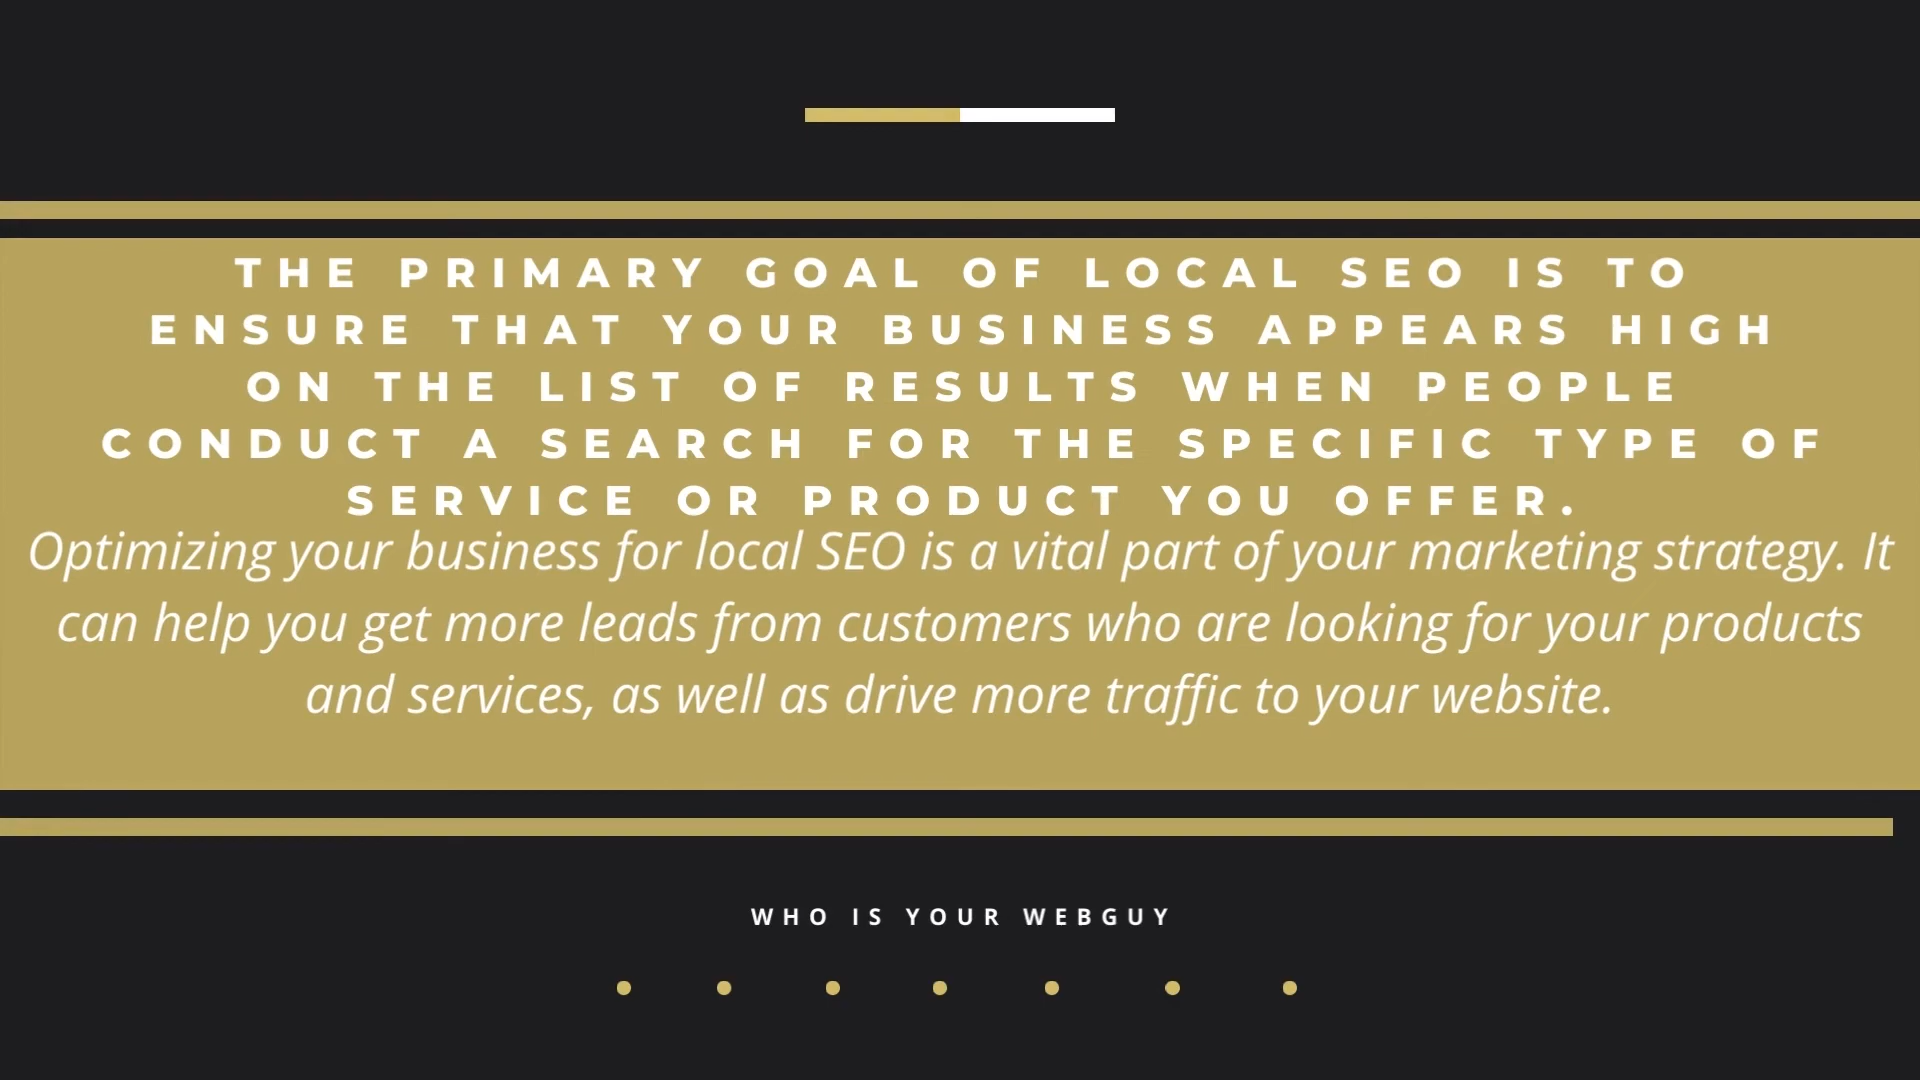 THE PRIMARY GOAL OF LOCAL SEO IS TO
ENSURE THAT YOUR BUSINESS APPEARS HIGH
ON THE LIST OF RESULTS WHEN PEOPLE
CONDUCT A SEARCH FOR THE SPECIFIC TYPE OF
SERVICE OR PRODUCT YOU OFFER.
Optimizing your business for local SEO is a vital part of your marketing strategy. It
can help you get more leads from customers who are looking for your products
and services, as well as drive more traffic to your website.
WHO IS YOUR WEBGUY